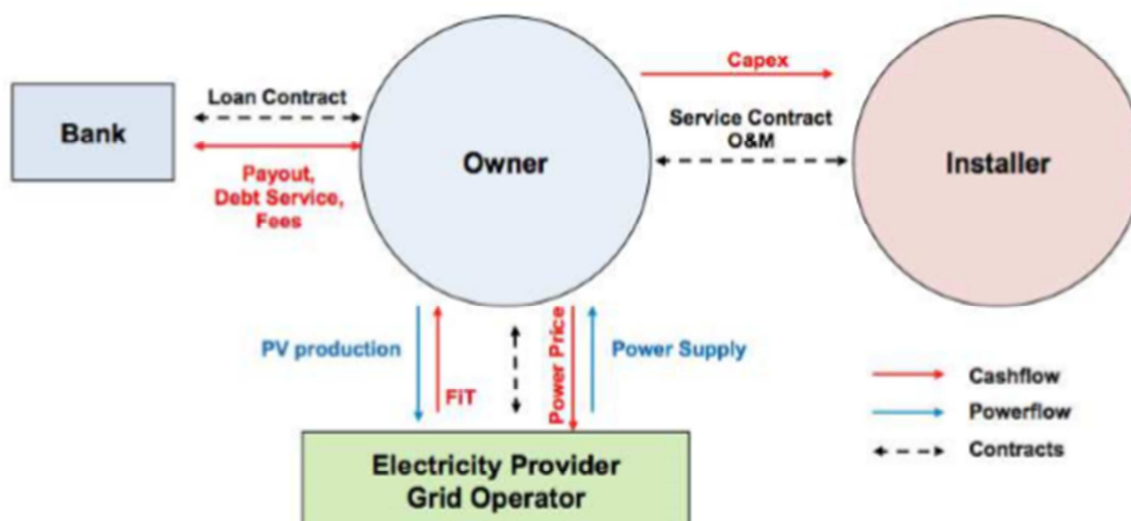 Bank
Loan Contract
Payout,
Debt Service,
Fees
Owner
Capex
Service Contract
O&M
Installer
PV production
FiT
Power Price
Power Supply
Electricity Provider
Grid Operator
Cashflow
Powerflow
Contracts